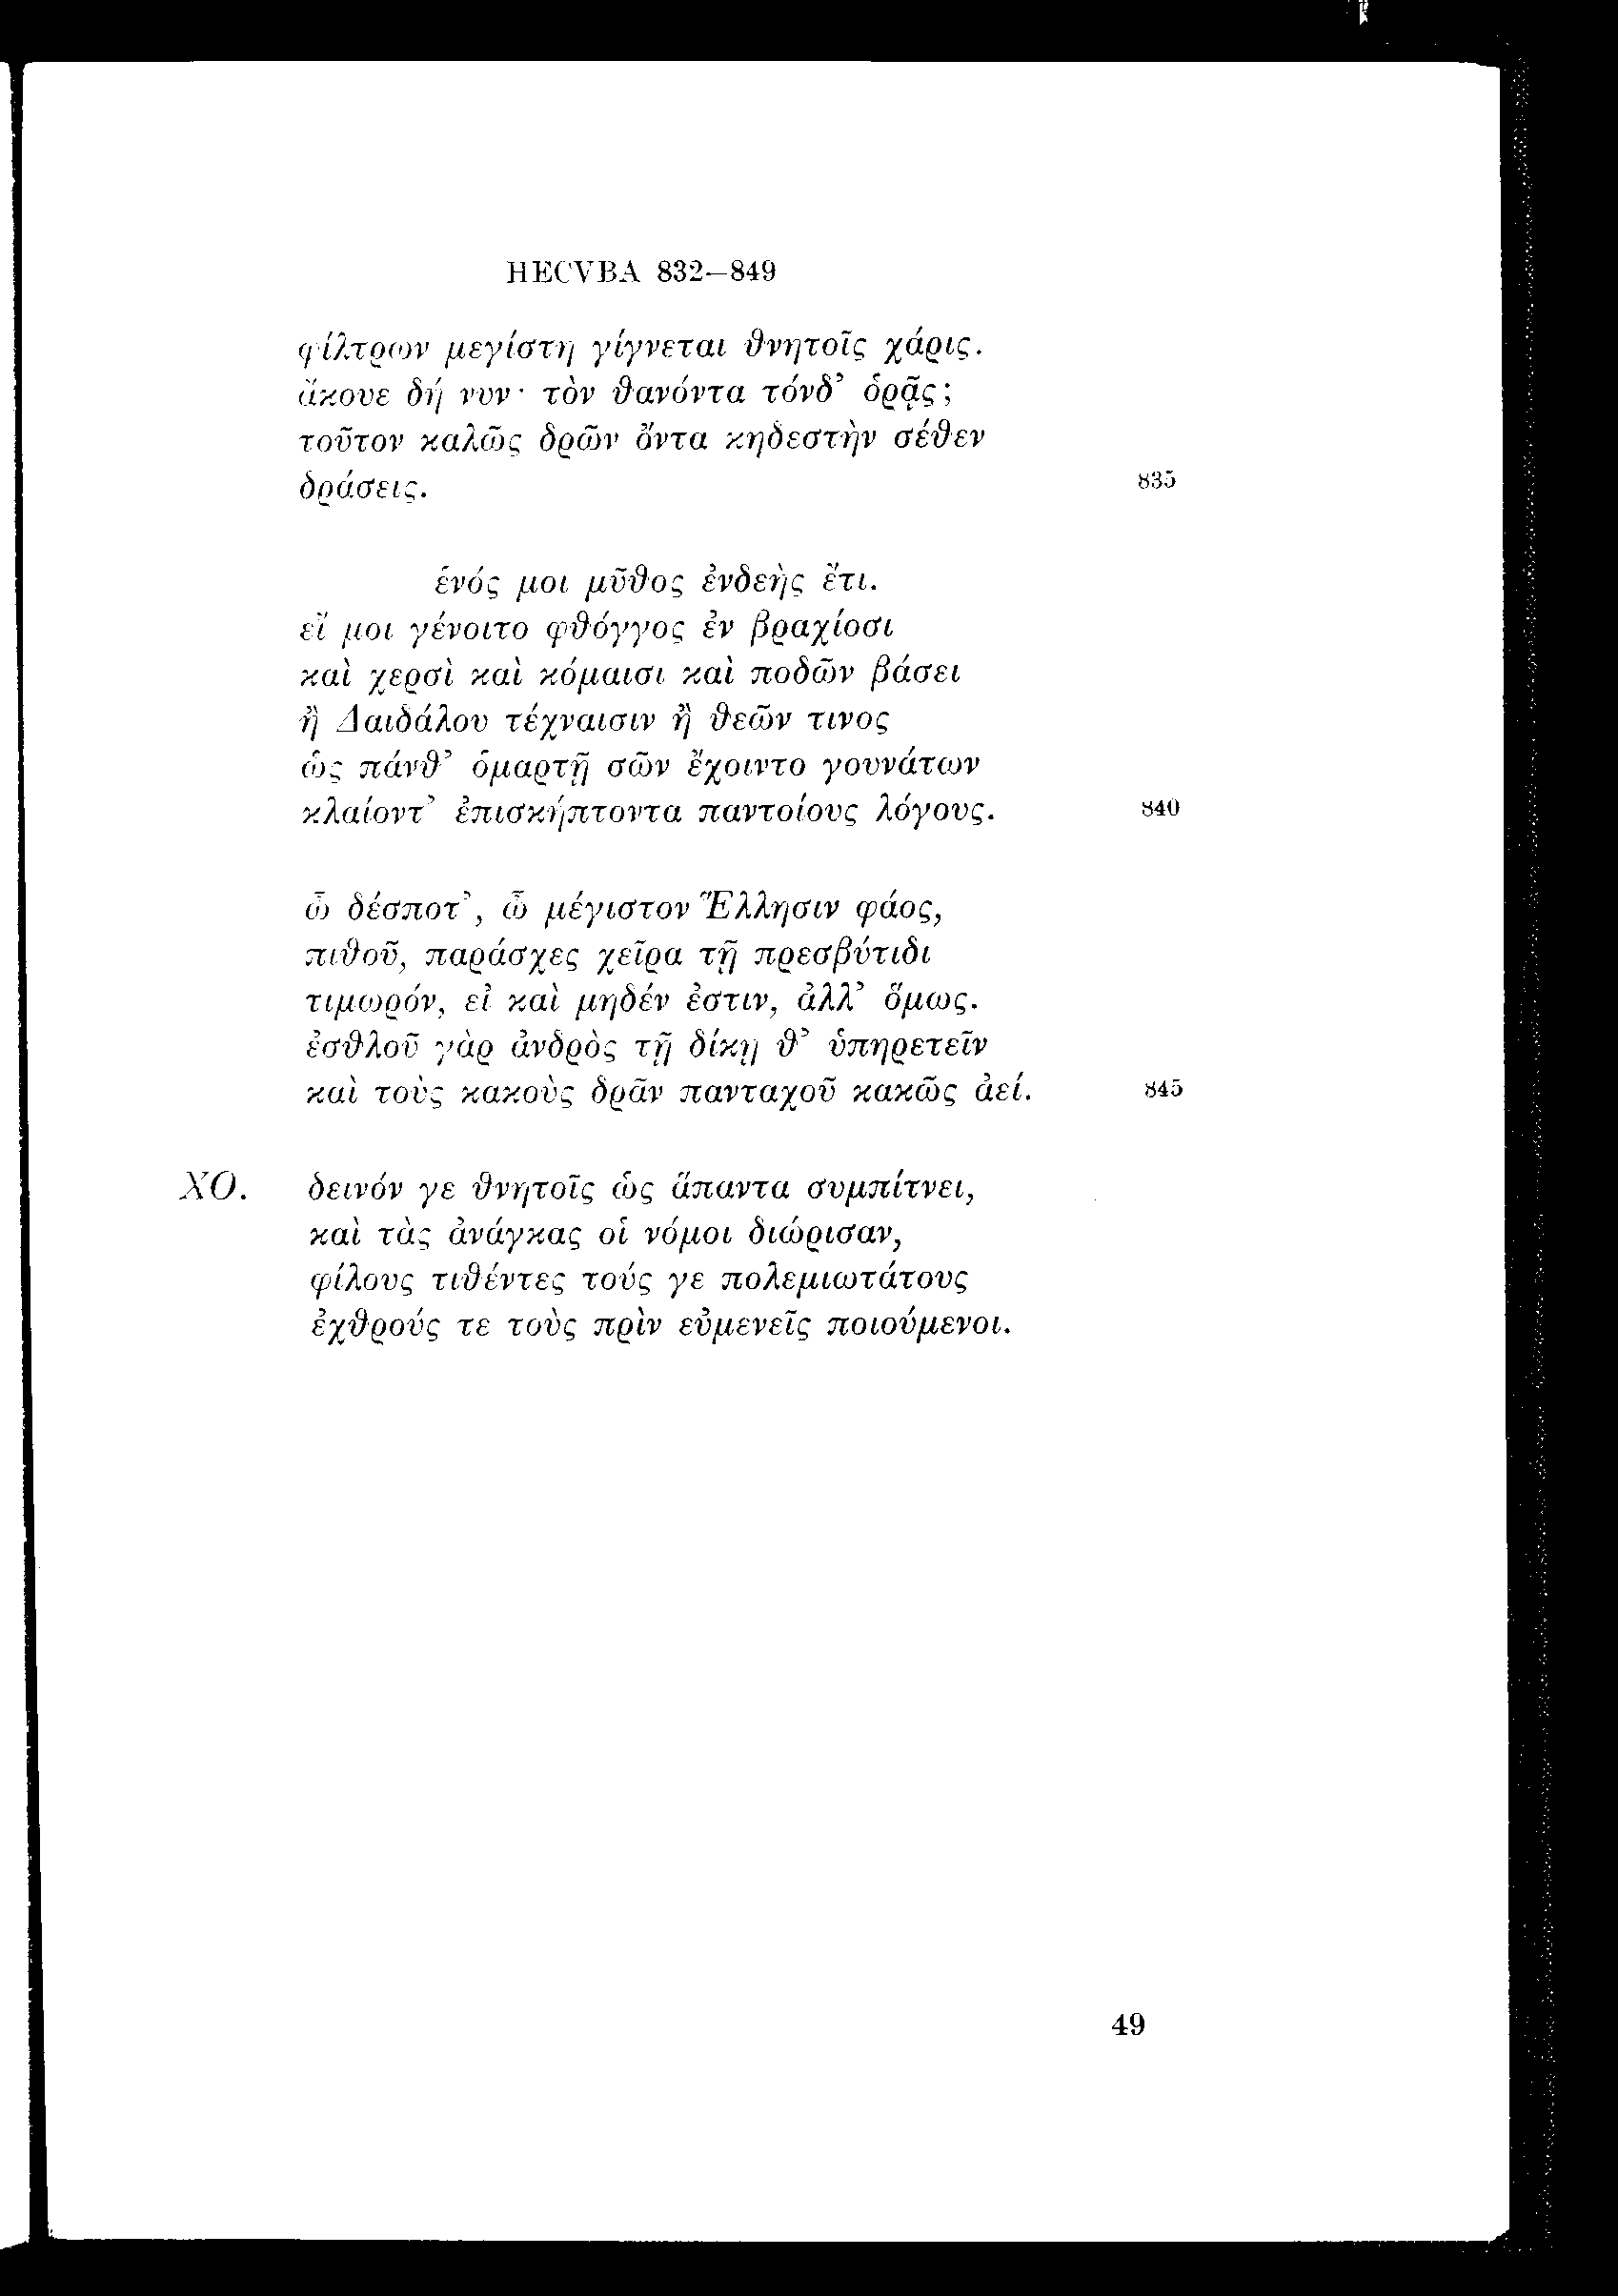 HECVBA 832–849
φίλτρων μεγίστη γίγνεται θνητοῖς χάρις.
ἄκουε δή νυν· τὸν θανόντα τόνδ’ ὁρᾷς;
τοῦτον καλῶς δρῶν ὄντα κηδεστὴν σέθεν
δράσεις. 835
ἑνός μοι μῦθος ἐνδεὴς ἔτι.
εἴ μοι γένοιτο φθόγγος ἐν βραχίοσι
καὶ χερσὶ καὶ κόμαισι καὶ ποδῶν βάσει
ἢ Δαιδάλου τέχναισιν ἢ θεῶν τινος
ὡς πάνθ’ ὁμαρτῇ σῶν ἔχοιντο γουνάτων
κλαίοντ’ ἐπισκήπτοντα παντοίους λόγους. 840
ὦ δέσποτ’, ὦ μέγιστον Ἕλλησιν φάος,
πιθοῦ, παράσχες χεῖρα τῇ πρεσβύτιδι
τιμωρόν, εἰ καὶ μηδέν ἐστιν, ἀλλ’ ὅμως.
ἐσθλοῦ γὰρ ἀνδρὸς τῇ δίκῃ θ’ ὑπηρετεῖν
καὶ τοὺς κακοὺς δρᾶν πανταχοῦ κακῶς ἀεί. 845
ΧΟ. δεινόν γε θνητοῖς ὡς ἅπαντα συμπίτνει,
καὶ τὰς ἀνάγκας οἱ νόμοι διώρισαν,
φίλους τιθέντες τούς γε πολεμιωτάτους
ἐχθρούς τε τοὺς πρὶν εὐμενεῖς ποιούμενοι.
49